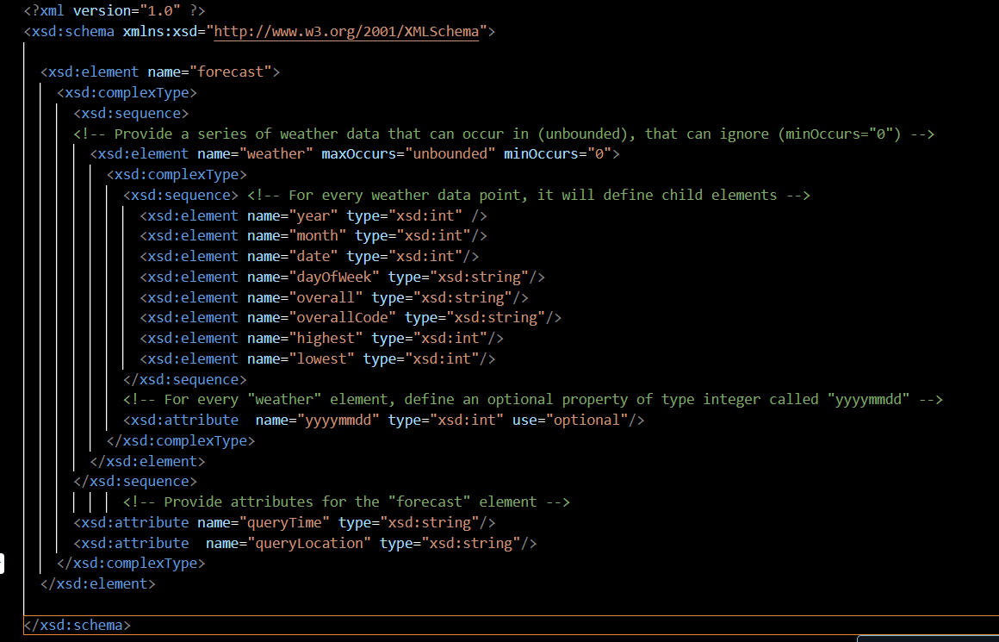 <?xml version="1.0" ?>
<xsd:schema xmlns:xsd="http://www.w3.org/2001/XMLSchema">
<xsd:element name="forecast">
<xsd:complexType>
<xsd:sequence>
<!-- Provide a series of weather data that can occur in (unbounded), that can ignore (minOccurs="0") -->
<xsd:element name="weather" maxOccurs="unbounded" minOccurs="0">
<xsd:complexType>
<xsd:sequence> <!-- For every weather data point, it will define child elements -->
<xsd:element name="year" type="xsd:int" />
<xsd:element name="month" type="xsd:int"/>
<xsd:element name="date" type="xsd:int"/>
<xsd:element name="dayOfWeek" type="xsd:string"/>
<xsd:element name="overall" type="xsd:string"/>
<xsd:element name="overallCode" type="xsd:string"/>
<xsd:element name="highest" type="xsd:int"/>
<xsd:element name="lowest" type="xsd:int"/>
</xsd:sequence>
<!-- For every "weather" element, define an optional property of type integer called "yyyymmdd" -->
<xsd:attribute  name="yyyymmdd" type="xsd:int" use="optional"/>
</xsd:complexType>
</xsd:element>
</xsd:sequence>
<!-- Provide attributes for the "forecast" element -->
<xsd:attribute name="queryTime" type="xsd:string"/>
<xsd:attribute  name="queryLocation" type="xsd:string"/>
</xsd:complexType>
</xsd:element>
</xsd:schema>